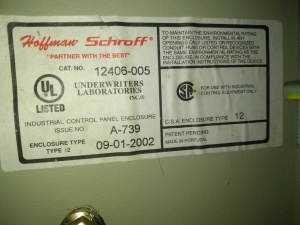 Hoffman Schroff®
"PARTNER WITH THE BEST"
CAT. NO. 12406-005
UL
LISTED
UNDERWRITERS
LABORATORIES
INC.®
INDUSTRIAL CONTROL PANEL ENCLOSURE
ISSUE NO. A-739
ENCLOSURE TYPE
TYPE 12
09-01-2002
TO MAINTAIN THE ENVIRONMENTAL RATING
OF THIS ENCLOSURE, INSTALL IN ANY
OPENING ONLY LISTED OR RECOGNIZED
CONDUIT HUBS OR CONTROL DEVICES WITH
THE SAME ENVIRONMENTAL RATING AS THE
ENCLOSURE IN COMPLIANCE WITH THE
INSTALLATION INSTRUCTIONS OF THE DEVICE.
FOR USE WITH INDUSTRIAL
CONTROL EQUIPMENT ONLY
C.S.A. ENCLOSURE TYPE 12
PATENT PENDING
MADE IN PORTUGAL